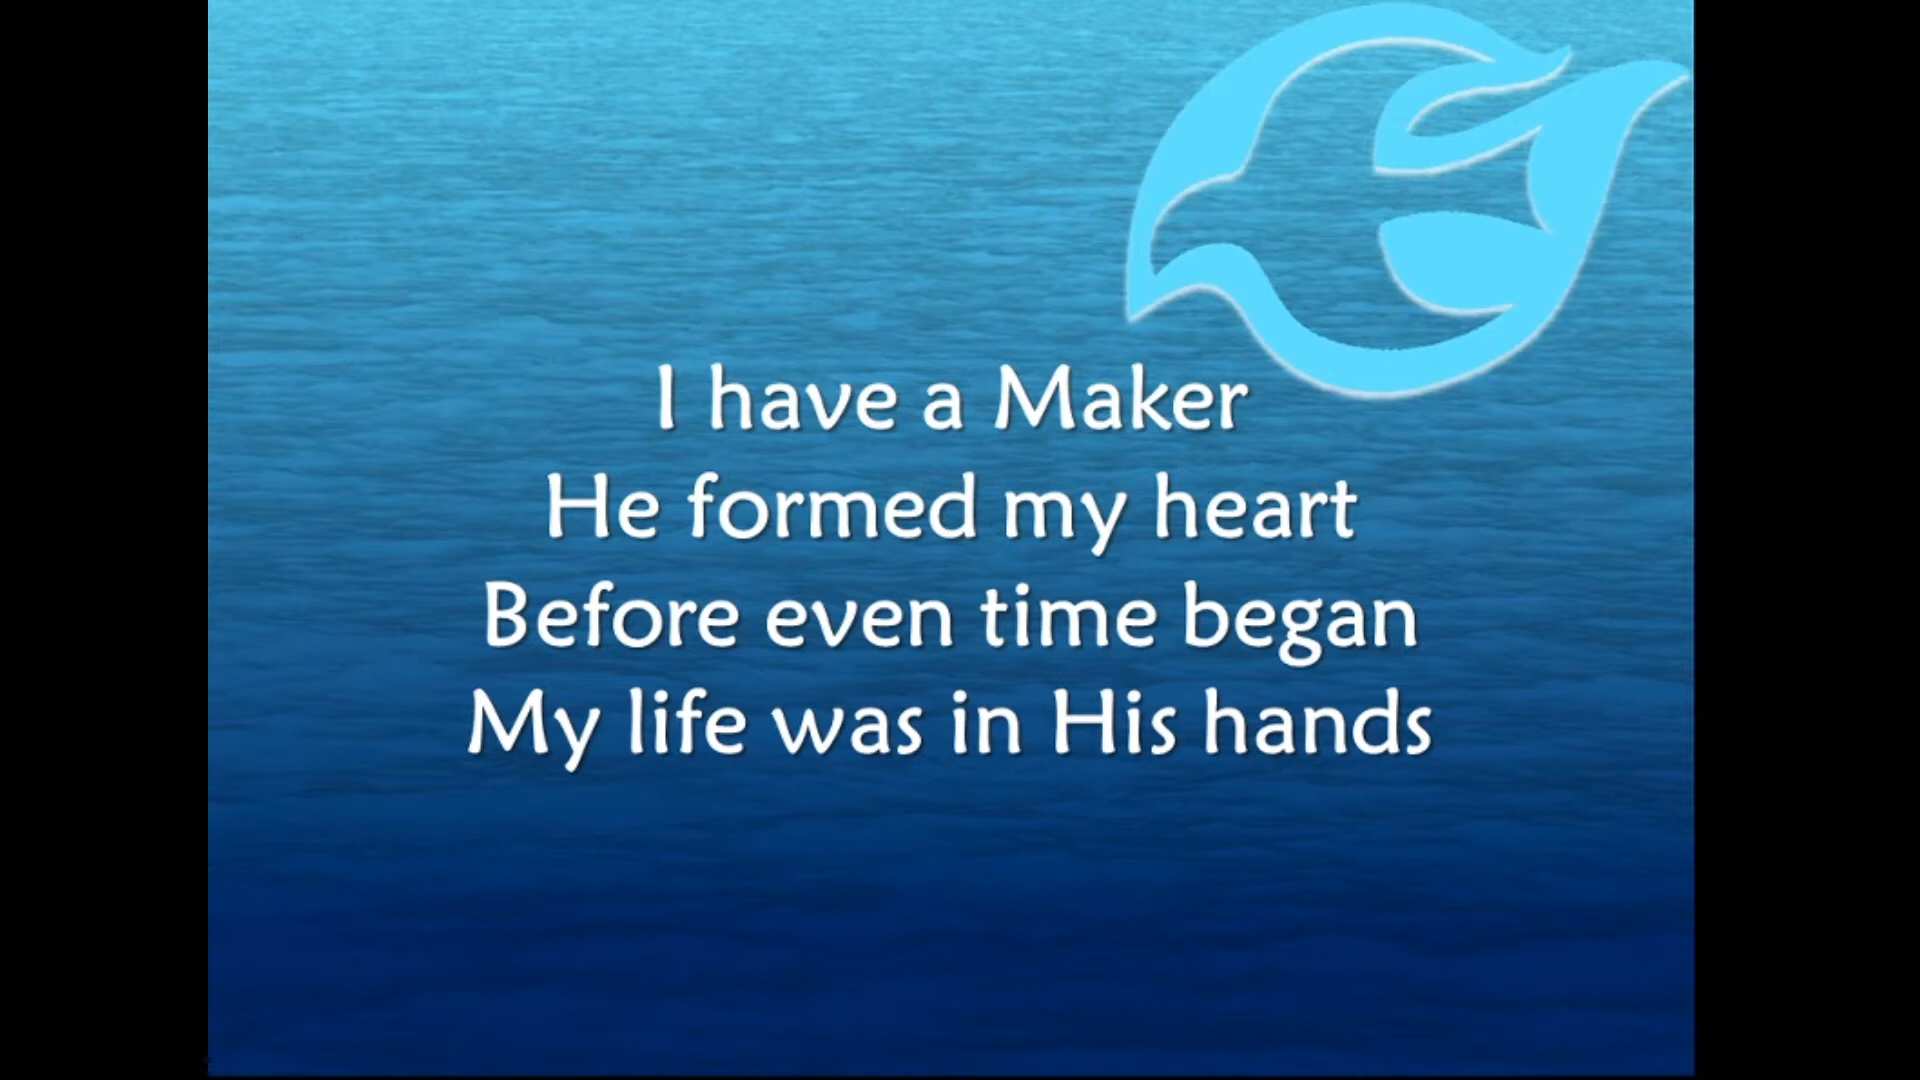 I have a Maker
He formed my heart
Before even time began
My life was in His hands